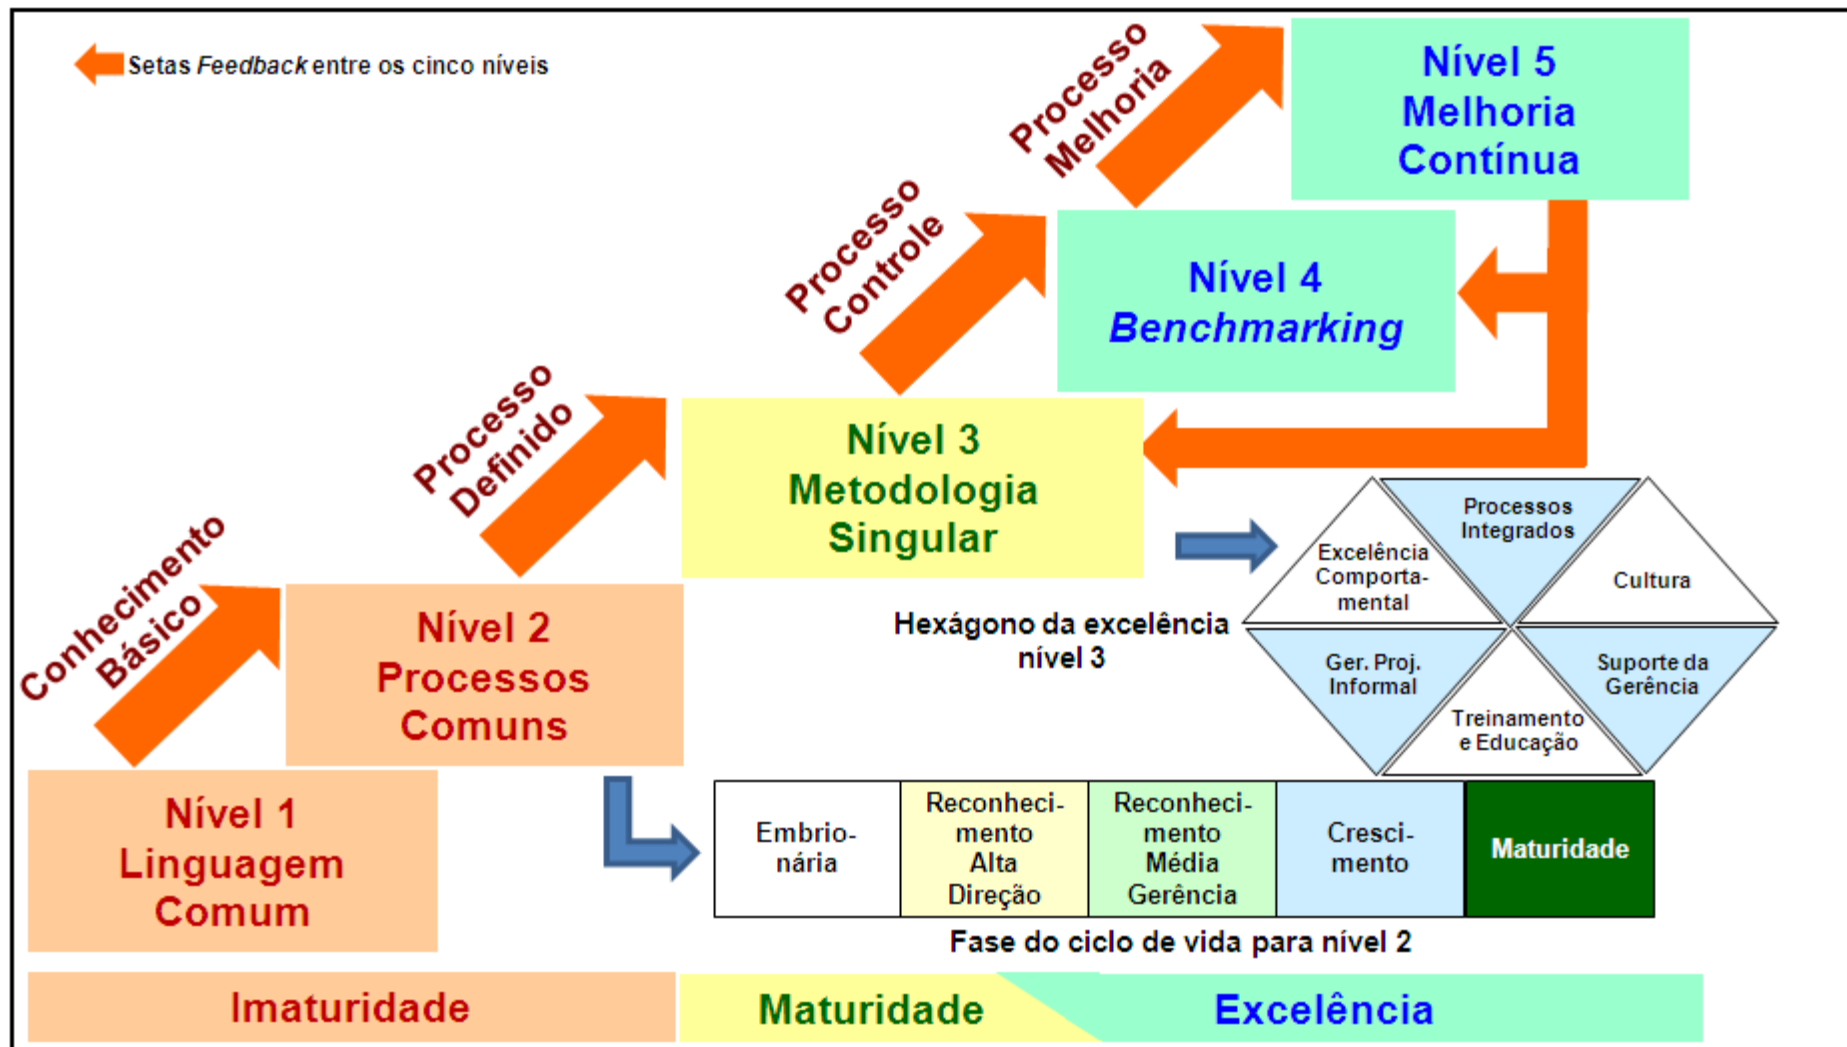 Setas Feedback entre os cinco níveis
Processo
Melhoria
Nível 5
Melhoria
Contínua
Processo
Controle
Nível 4
Benchmarking
Processo
Definido
Nível 3
Metodologia
Singular
Conhecimento
Básico
Nível 2
Processos
Comuns
Hexágono da excelência
nível 3
Excelência
Comporta-
mental
Processos
Integrados
Cultura
Ger. Proj.
Informal
Treinamento
e Educação
Suporte da
Gerência
Nível 1
Linguagem
Comum
Embrio-
nária
Reconheci-
mento
Alta
Direção
Reconheci-
mento
Média
Gerência
Cresci-
mento
Maturidade
Fase do ciclo de vida para nível 2
Imaturidade
Maturidade
Excelência